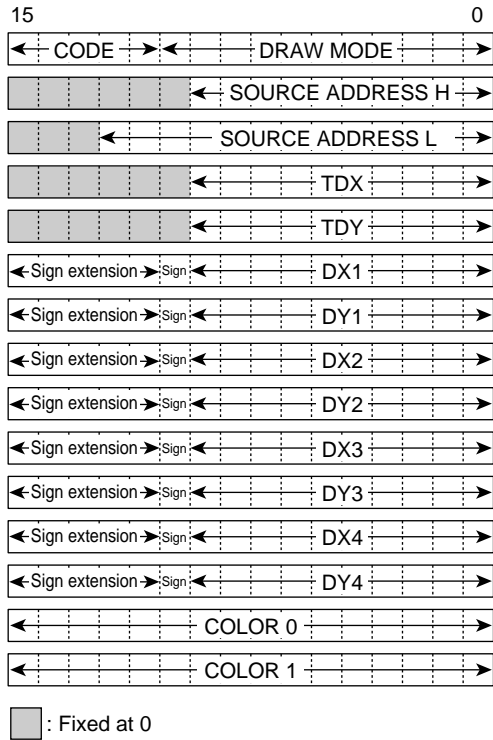 15 0
CODE DRAW MODE
SOURCE ADDRESS H
SOURCE ADDRESS L
TDX
TDY
Sign extension Sign DX1
Sign extension Sign DY1
Sign extension Sign DX2
Sign extension Sign DY2
Sign extension Sign DX3
Sign extension Sign DY3
Sign extension Sign DX4
Sign extension Sign DY4
COLOR 0
COLOR 1
: Fixed at 0